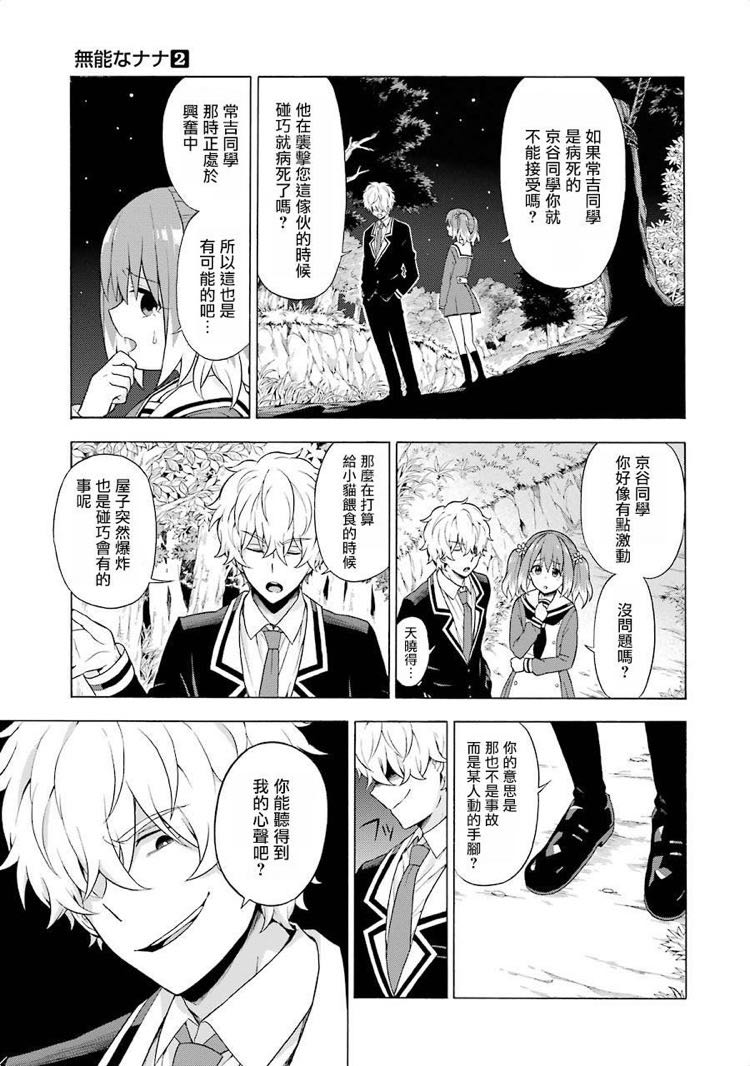 無能なナナ2
如果常吉同學
是病死的
京谷同學你就
不能接受嗎？
他在襲擊您這傢伙的時候
碰巧就病死了嗎？
常吉同學
那時正處於
興奮中
所以這也是
有可能的吧…
京谷同學
你好像有點激動
沒問題嗎？
天曉得…
那麼在打算
給小貓餵食的時候
屋子突然爆炸
也是碰巧會有的
事呢
你的意思是
那也不是事故
而是某人動的手腳？
你能聽得到
我的心聲吧？